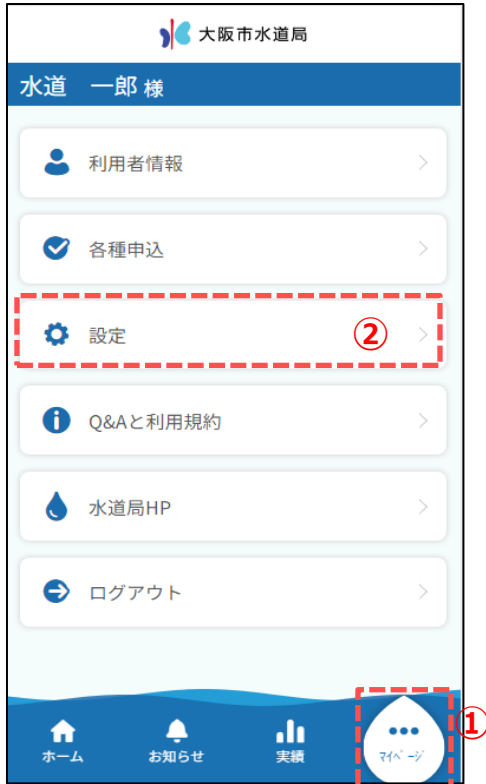 大阪市水道局
水道　一郎 様
利用者情報
各種申込
設定
②
Q&Aと利用規約
水道局HP
ログアウト
①
ホーム
お知らせ
実績
ﾏｲﾍﾟｰｼﾞ